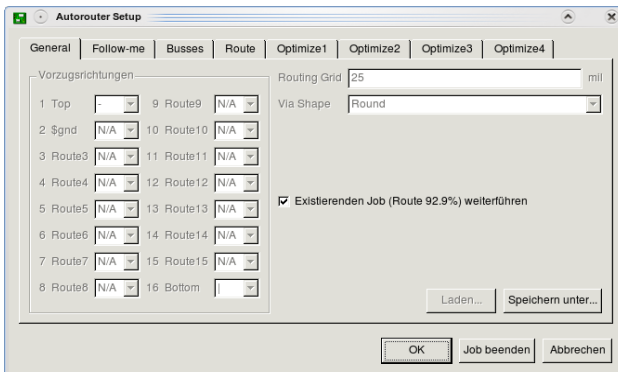 Autorouter Setup
General Follow-me Busses Route Optimize1 Optimize2 Optimize3 Optimize4
Vorzugsrichtungen
1 Top - 9 Route9 N/A
2 $gnd N/A 10 Route10 N/A
3 Route3 N/A 11 Route11 N/A
4 Route4 N/A 12 Route12 N/A
5 Route5 N/A 13 Route13 N/A
6 Route6 N/A 14 Route14 N/A
7 Route7 N/A 15 Route15 N/A
8 Route8 N/A 16 Bottom |
Routing Grid 25 mil
Via Shape Round
Existierenden Job (Route 92.9%) weiterführen
Laden... Speichern unter...
OK Job beenden Abbrechen